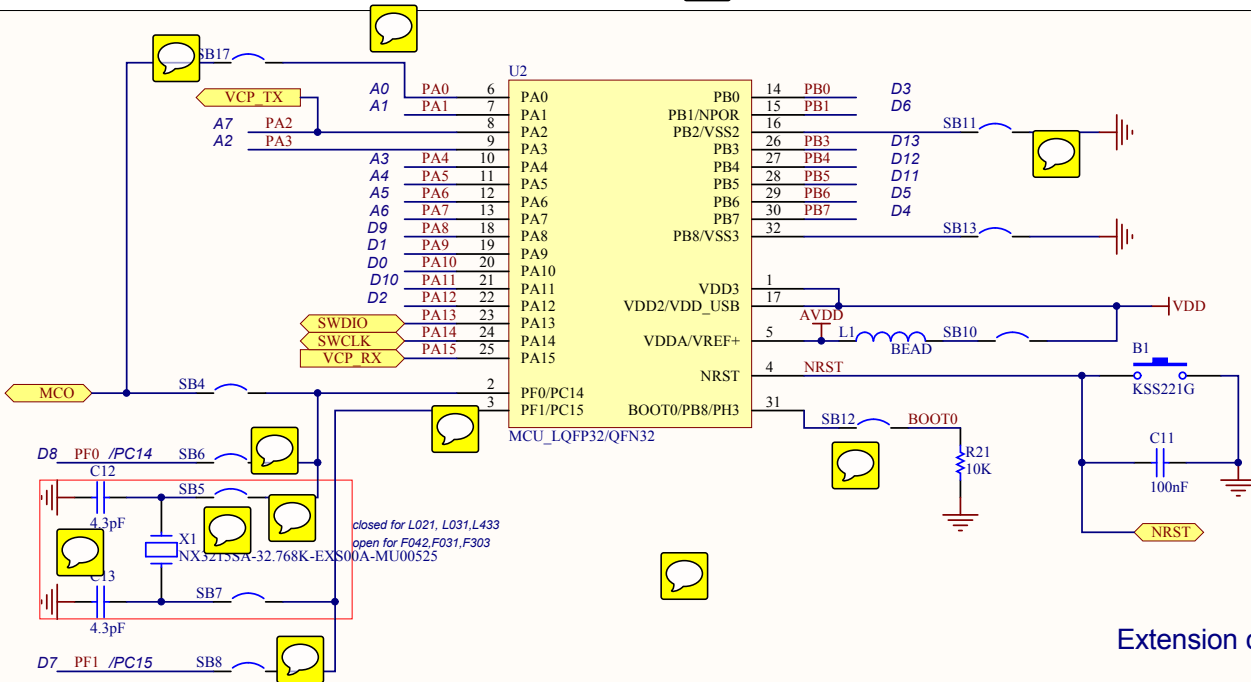 SB17
U2
VCP_TX
A0 PA0 6 PA0
A1 PA1 7 PA1
A7 PA2 8 PA2
A2 PA3 9 PA3
A3 PA4 10 PA4
A4 PA5 11 PA5
A5 PA6 12 PA6
A6 PA7 13 PA7
D9 PA8 18 PA8
D1 PA9 19 PA9
D0 PA10 20 PA10
D10 PA11 21 PA11
D2 PA12 22 PA12
SWDIO PA13 23 PA13
SWCLK PA14 24 PA14
VCP_RX PA15 25 PA15
MCO SB4 2 PF0/PC14
3 PF1/PC15
MCU_LQFP32/QFN32
PB0 14 PB0 D3
PB1/NPOR 15 PB1 D6
PB2/VSS2 16 SB11
PB3 26 PB3 D13
PB4 27 PB4 D12
PB5 28 PB5 D11
PB6 29 PB6 D5
PB7 30 PB7 D4
PB8/VSS3 32 SB13
VDD3 1
VDD2/VDD_USB 17 VDD
AVDD
VDDA/VREF+ 5 L1 BEAD SB10
NRST 4 NRST
B1
KSS221G
BOOT0/PB8/PH3 31
SB12 BOOT0
R21
10K
C11
100nF
NRST
D8 PF0 /PC14 SB6
C12
4.3pF
SB5
closed for L021, L031,L433
open for F042,F031,F303
X1
NX3215SA-32.768K-EXS00A-MU00525
C13
4.3pF
SB7
D7 PF1 /PC15 SB8
Extension